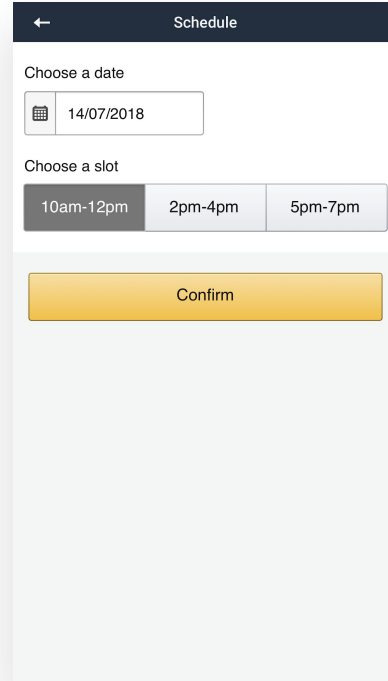 Schedule
Choose a date
14/07/2018
Choose a slot
10am-12pm 2pm-4pm 5pm-7pm
Confirm